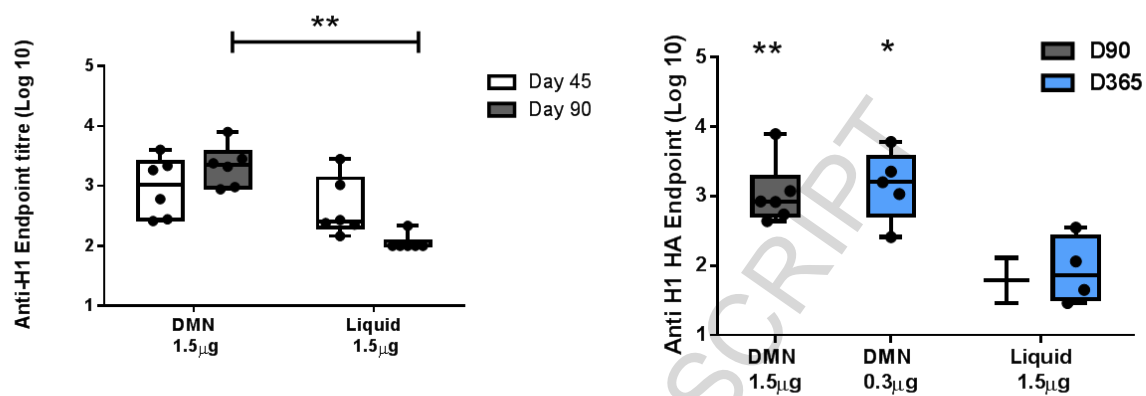 **
Anti-H1 Endpoint titre (Log 10)
5
4
3
2
1
Day 45
Day 90
DMN
1.5μg
Liquid
1.5μg
Anti H1 HA Endpoint (Log 10)
5
4
3
2
1
**
*
D90
D365
DMN
1.5μg
DMN
0.3μg
Liquid
1.5μg
SCRIPT